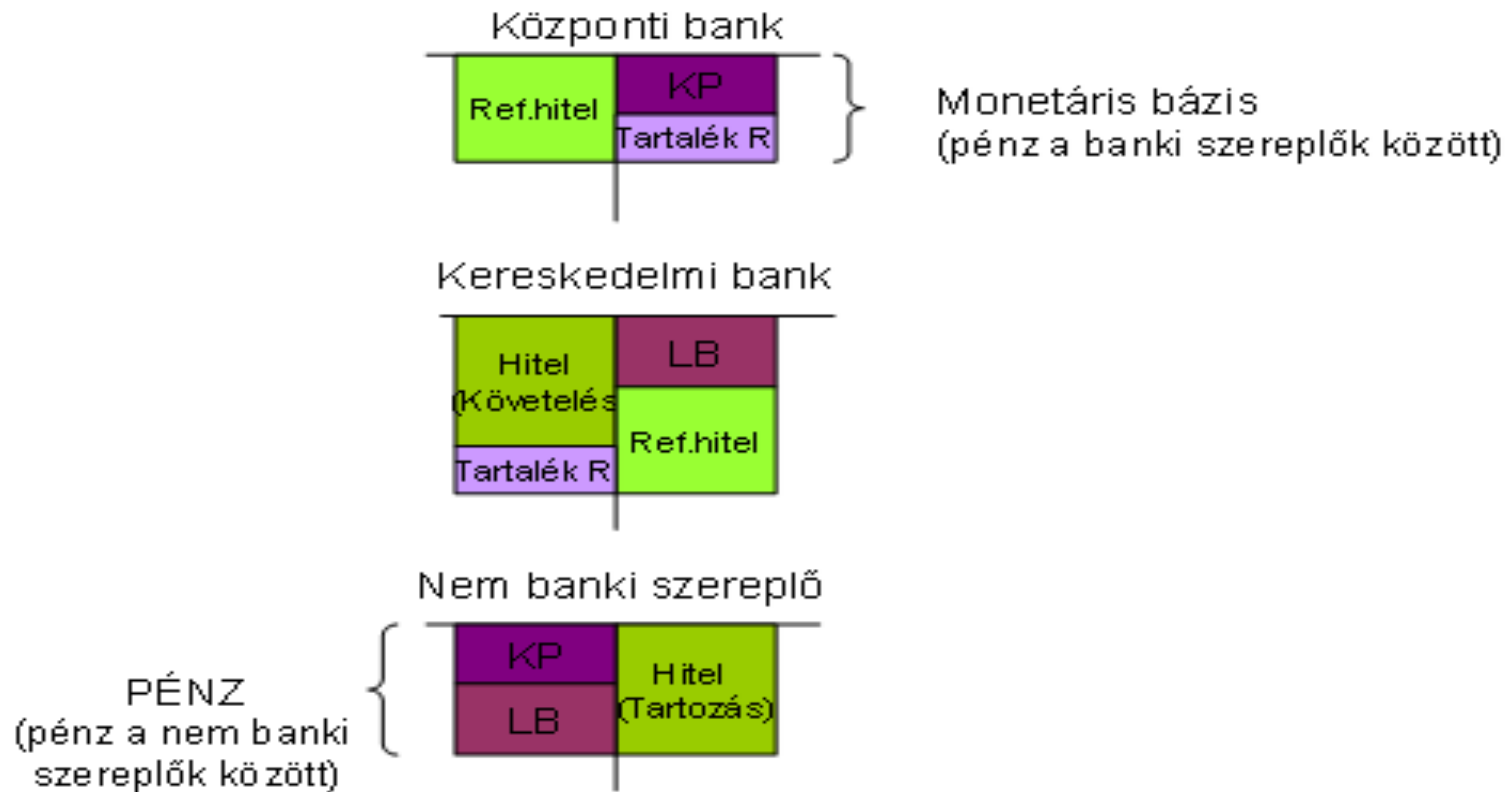 Központi bank
Ref.hitel
KP
Tartalék R
Monetáris bázis
(pénz a banki szereplők között)
Kereskedelmi bank
Hitel
(Követelés
Tartalék R
LB
Ref.hitel
Nem banki szereplő
PÉNZ
(pénz a nem banki
szereplők között)
KP
LB
Hitel
(Tartozás)